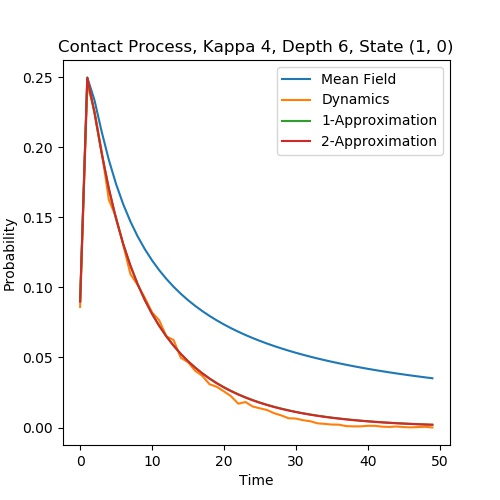 Contact Process, Kappa 4, Depth 6, State (1, 0)
Mean Field
Dynamics
1-Approximation
2-Approximation
0.25
0.20
0.15
0.10
0.05
0.00
Probability
0
10
20
30
40
50
Time